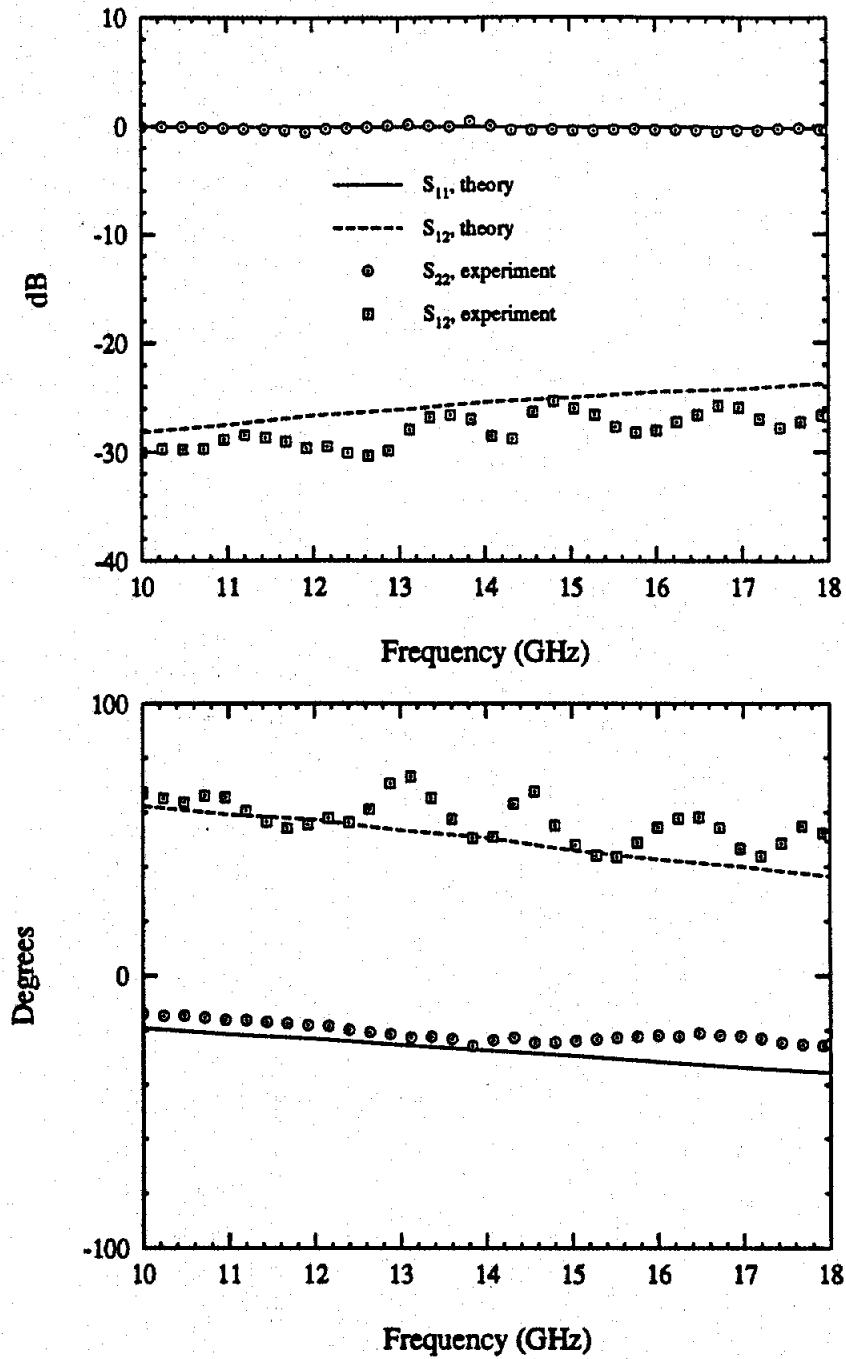 10
0
-10
-20
-30
-40
dB
S11, theory
S12, theory
S22, experiment
S12, experiment
10 11 12 13 14 15 16 17 18
Frequency (GHz)
100
0
-100
Degrees
10 11 12 13 14 15 16 17 18
Frequency (GHz)